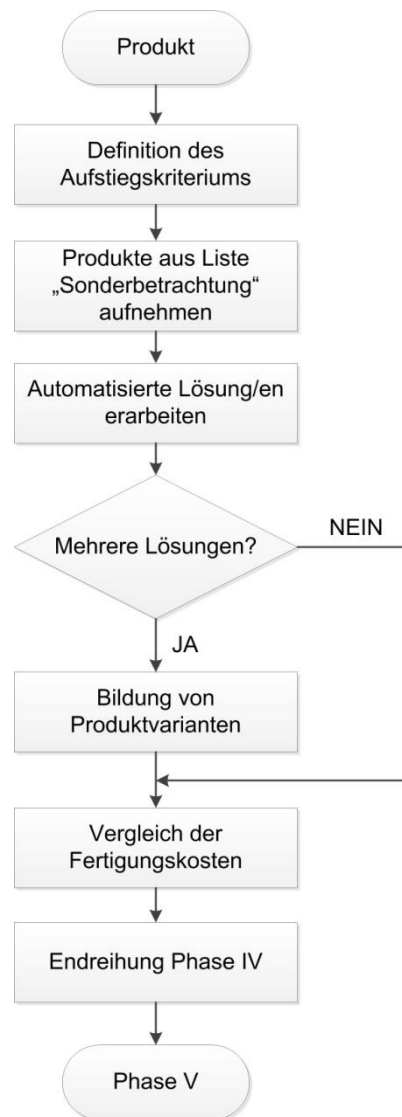 Produkt
Definition des
Aufstiegskriteriums
Produkte aus Liste
„Sonderbetrachtung“
aufnehmen
Automatisierte Lösung/en
erarbeiten
Mehrere Lösungen?
NEIN
JA
Bildung von
Produktvarianten
Vergleich der
Fertigungskosten
Endreihung Phase IV
Phase V